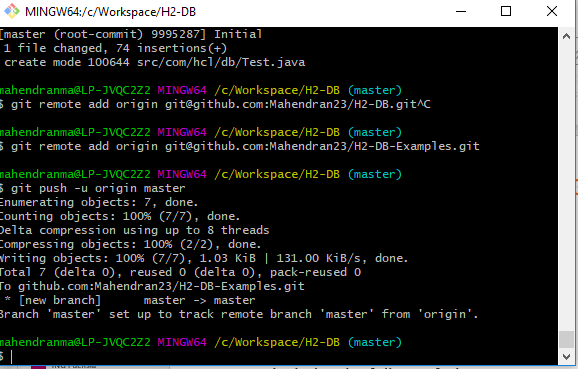 MINGW64:/c/Workspace/H2-DB
[master (root-commit) 9995287] Initial
1 file changed, 74 insertions(+)
create mode 100644 src/com/hcl/db/Test.java
mahendranma@LP-JVQC2Z2 MINGW64 /c/Workspace/H2-DB (master)
$ git remote add origin git@github.com:Mahendran23/H2-DB.git^C
mahendranma@LP-JVQC2Z2 MINGW64 /c/Workspace/H2-DB (master)
$ git remote add origin git@github.com:Mahendran23/H2-DB-Examples.git
mahendranma@LP-JVQC2Z2 MINGW64 /c/Workspace/H2-DB (master)
$ git push -u origin master
Enumerating objects: 7, done.
Counting objects: 100% (7/7), done.
Delta compression using up to 8 threads
Compressing objects: 100% (2/2), done.
Writing objects: 100% (7/7), 1.03 KiB | 131.00 KiB/s, done.
Total 7 (delta 0), reused 0 (delta 0), pack-reused 0
To github.com:Mahendran23/H2-DB-Examples.git
* [new branch] master -> master
Branch 'master' set up to track remote branch 'master' from 'origin'.
mahendranma@LP-JVQC2Z2 MINGW64 /c/Workspace/H2-DB (master)
$